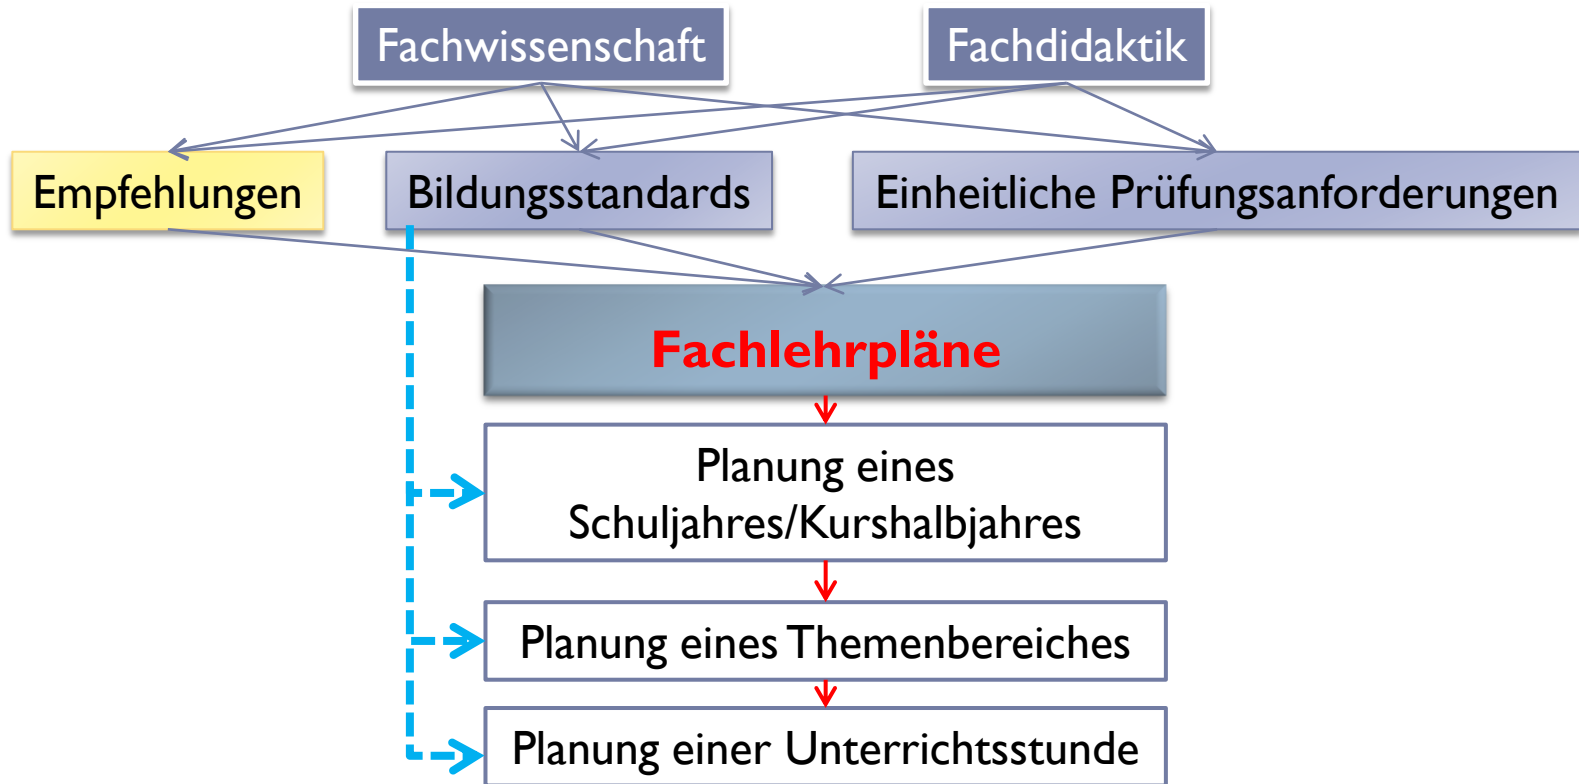 Fachwissenschaft
Fachdidaktik
Empfehlungen
Bildungsstandards
Einheitliche Prüfungsanforderungen
Fachlehrpläne
Planung eines
Schuljahres/Kurshalbjahres
Planung eines Themenbereiches
Planung einer Unterrichtsstunde